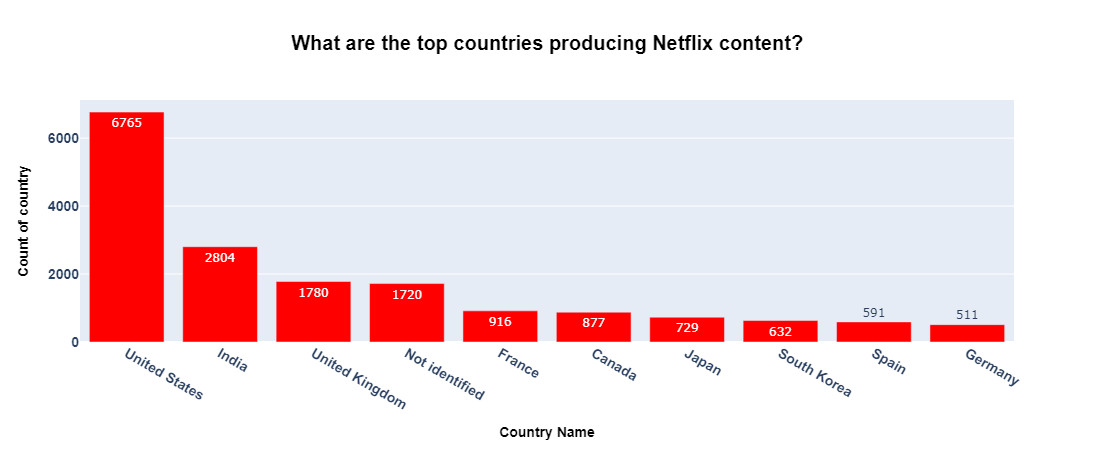 What are the top countries producing Netflix content?
Count of country
6000
4000
2000
0
6765
2804
1780
1720
916
877
729
632
591
511
United States
India
United Kingdom
Not identified
France
Canada
Japan
South Korea
Spain
Germany
Country Name